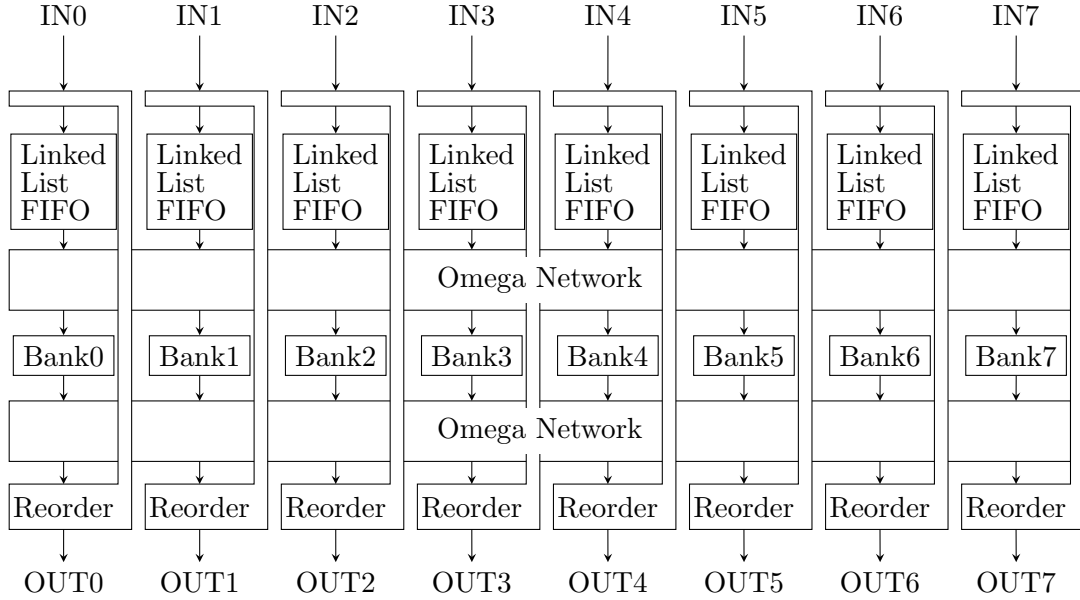 IN0 IN1 IN2 IN3 IN4 IN5 IN6 IN7
Linked Linked Linked Linked Linked Linked Linked Linked
List List List List List List List List
FIFO FIFO FIFO FIFO FIFO FIFO FIFO FIFO
Omega Network
Bank0 Bank1 Bank2 Bank3 Bank4 Bank5 Bank6 Bank7
Omega Network
Reorder Reorder Reorder Reorder Reorder Reorder Reorder Reorder
OUT0 OUT1 OUT2 OUT3 OUT4 OUT5 OUT6 OUT7